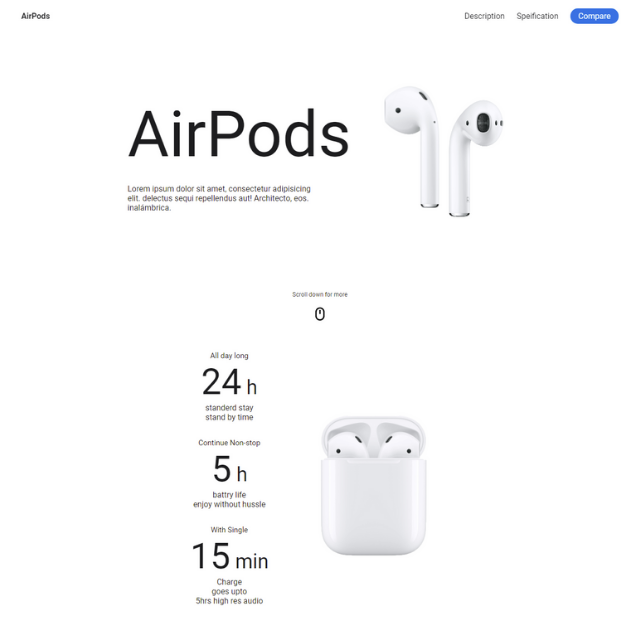 AirPods
Description
Speification
Compare
AirPods
Lorem ipsum dolor sit amet, consectetur adipisicing
elit. delectus sequi repellendus aut! Architecto, eos.
inalámbrica.
Scroll down for more
All day long
24 h
standerd stay
stand by time
Continue Non-stop
5 h
battry life
enjoy without hussle
With Single
15 min
Charge
goes upto
5hrs high res audio